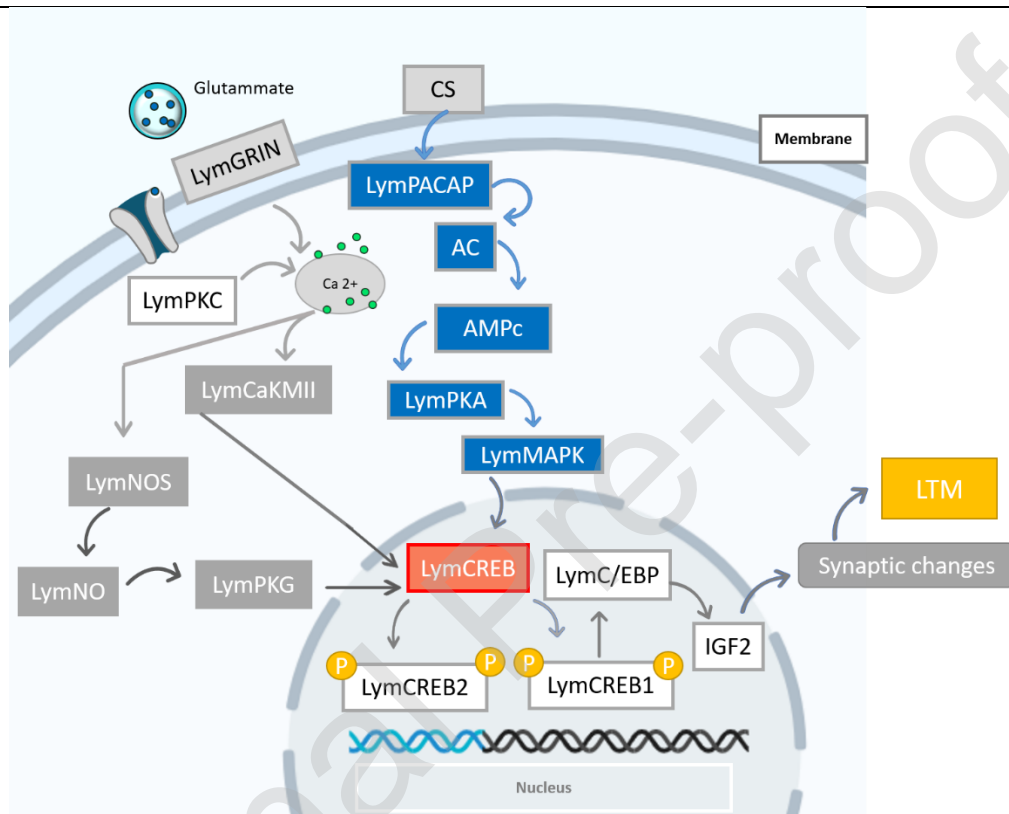 Glutammate
CS
Membrane
LymGRIN
LymPACAP
AC
Ca 2+
LymPKC
AMPc
LymCaKMII
LymPKA
LymMAPK
LymNOS
LTM
LymCREB
LymC/EBP
Synaptic changes
LymNO
LymPKG
IGF2
P
P
P
P
LymCREB2
LymCREB1
Nucleus
nal Pre-proof